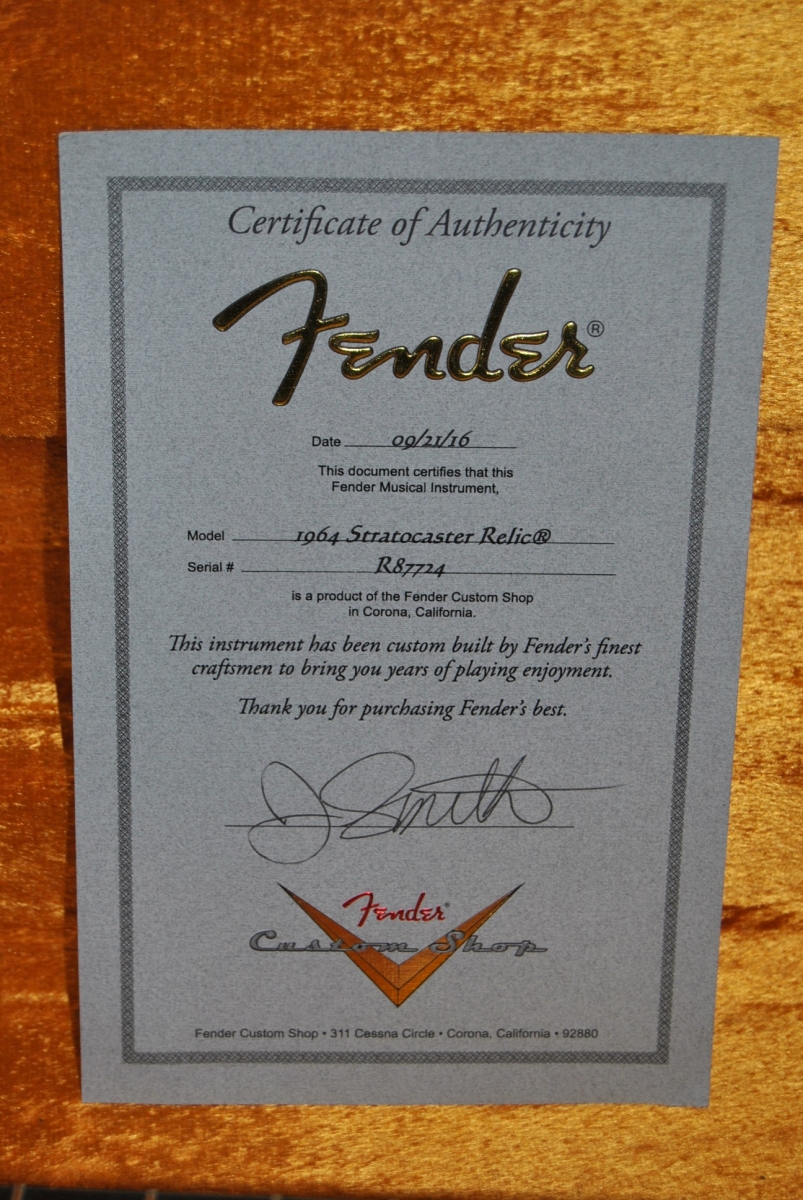 Certificate of Authenticity
Fender®
Date 09/21/16
This document certifies that this
Fender Musical Instrument,
Model 1964 Stratocaster Relic®
Serial # R87724
is a product of the Fender Custom Shop
in Corona, California.
This instrument has been custom built by Fender's finest
craftsmen to bring you years of playing enjoyment.
Thank you for purchasing Fender's best.
J Smith
Fender®
Custom Shop
Fender Custom Shop • 311 Cessna Circle • Corona, California • 92880